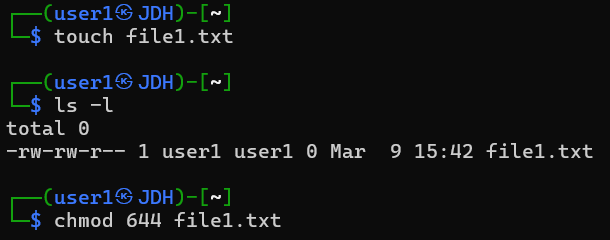 ┌──(user1㉿JDH)-[~]
└─$ touch file1.txt
┌──(user1㉿JDH)-[~]
└─$ ls -l
total 0
-rw-rw-r-- 1 user1 user1 0 Mar  9 15:42 file1.txt
┌──(user1㉿JDH)-[~]
└─$ chmod 644 file1.txt